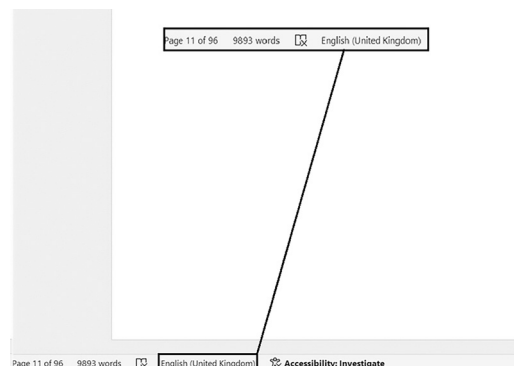 Page 11 of 96 9893 words English (United Kingdom)
Page 11 of 96 9893 words English (United Kingdom) Accessibility: Investigate